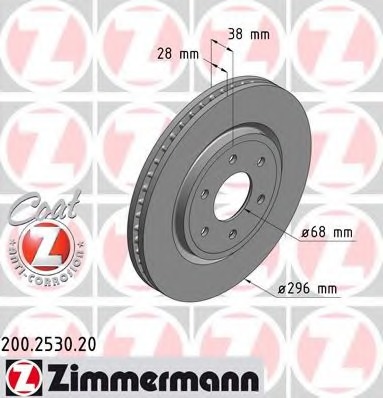 38 mm
28 mm
ø68 mm
ø296 mm
Coat
Z
ANTI-CORROSION
200.2530.20
Z Zimmermann